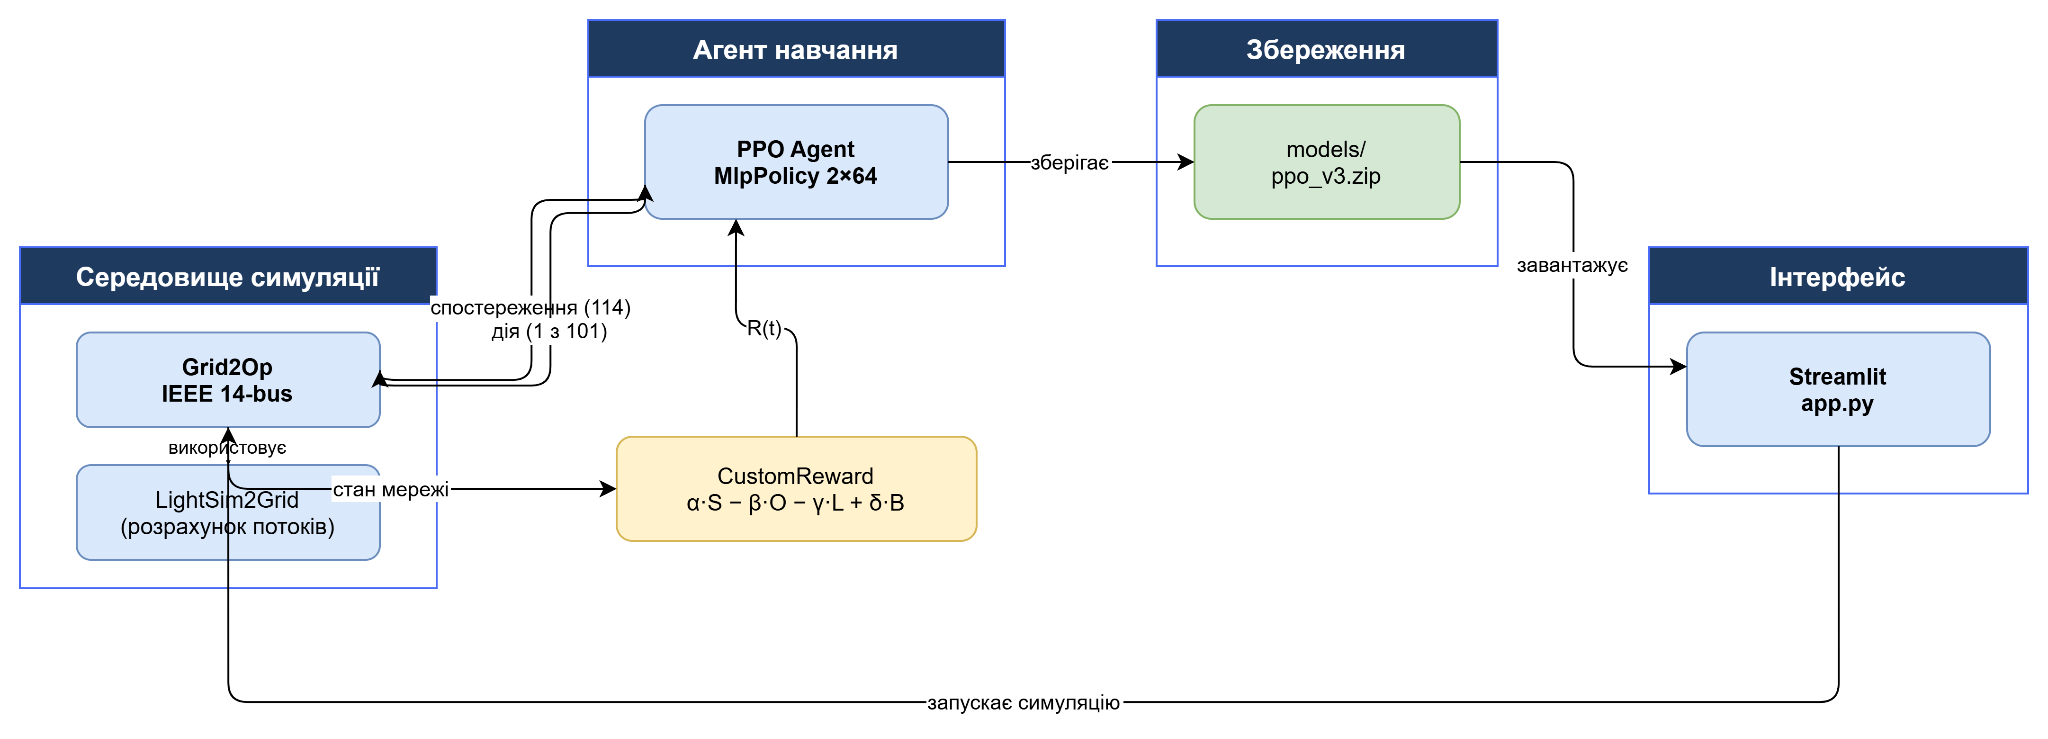 Агент навчання
Збереження
PPO Agent
MlpPolicy 2×64
зберігає
models/
ppo_v3.zip
Середовище симуляції
спостереження (114)
дія (1 з 101)
R(t)
завантажує
Інтерфейс
Grid2Op
IEEE 14-bus
використовує
LightSim2Grid
(розрахунок потоків)
стан мережі
CustomReward
α·S − β·O − γ·L + δ·B
Streamlit
app.py
запускає симуляцію